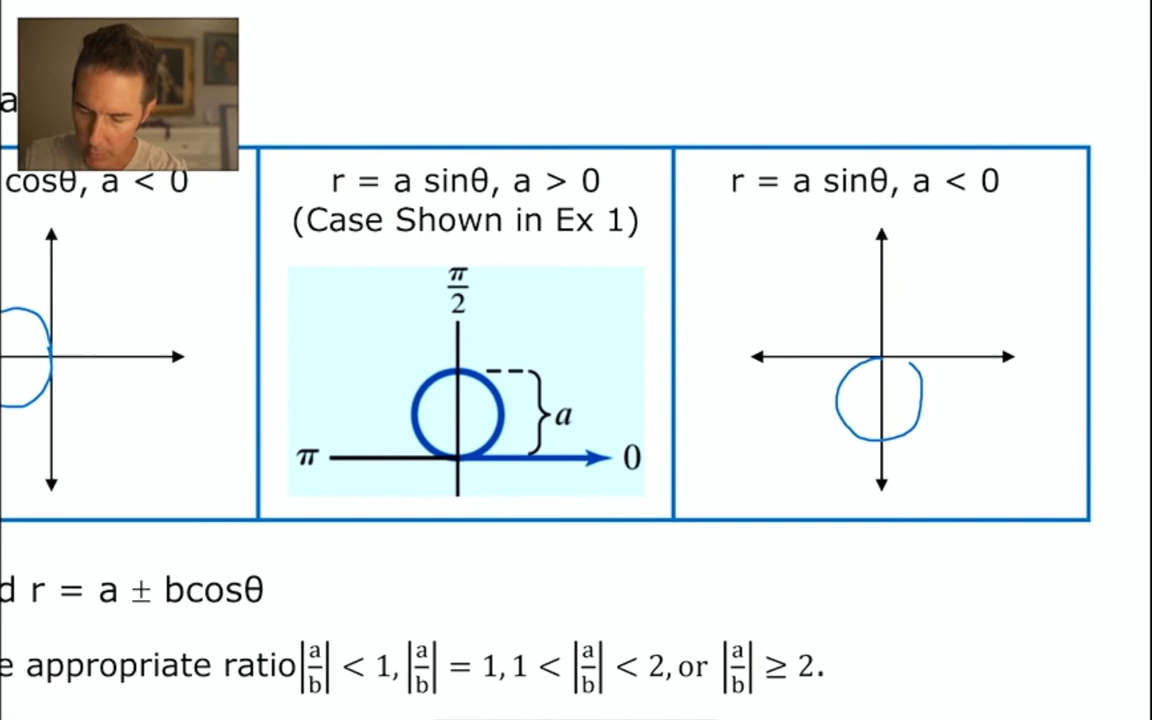 a
cosθ, a < 0
r = a sinθ, a > 0
(Case Shown in Ex 1)
π/2
a
π
0
r = a sinθ, a < 0
d r = a ± bcosθ
e appropriate ratio |a/b| < 1, |a/b| = 1, 1 < |a/b| < 2, or |a/b| ≥ 2.